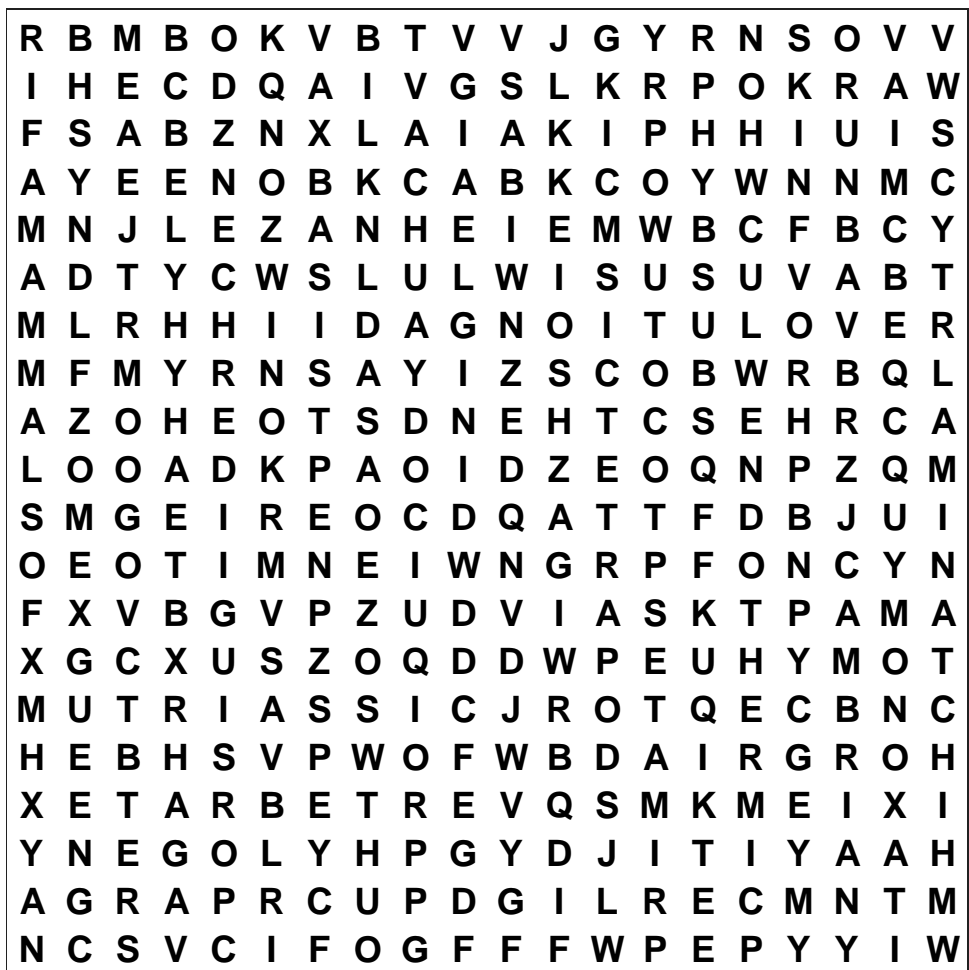 R B M B O K V B T V V J G Y R N S O V V
I H E C D Q A I V G S L K R P O K R A W
F S A B Z N X L A I A K I P H H I U I S
A Y E E N O B K C A B K C O Y W N N M C
M N J L E Z A N H E I E M W B C F B C Y
A D T Y C W S L U L W I S U S U V A B T
M L R H H I I D A G N O I T U L O V E R
M F M Y R N S A Y I Z S C O B W R B Q L
A Z O H E O T S D N E H T C S E H R C A
L O O A D K P A O I D Z E O Q N P Z Q M
S M G E I R E O C D Q A T T F D B J U I
O E O T I M N E I W N G R P F O N C Y N
F X V B G V P Z U D V I A S K T P A M A
X G C X U S Z O Q D D W P E U H Y M O T
M U T R I A S S I C J R O T Q E C B N C
H E B H S V P W O F W B D A I R G R O H
X E T A R B E T R E V Q S M K M E I X I
Y N E G O L Y H P G Y D J I T I Y A A H
A G R A P R C U P D G I L R E C M N T M
N C S V C I F O G F F F W P E P Y Y I W